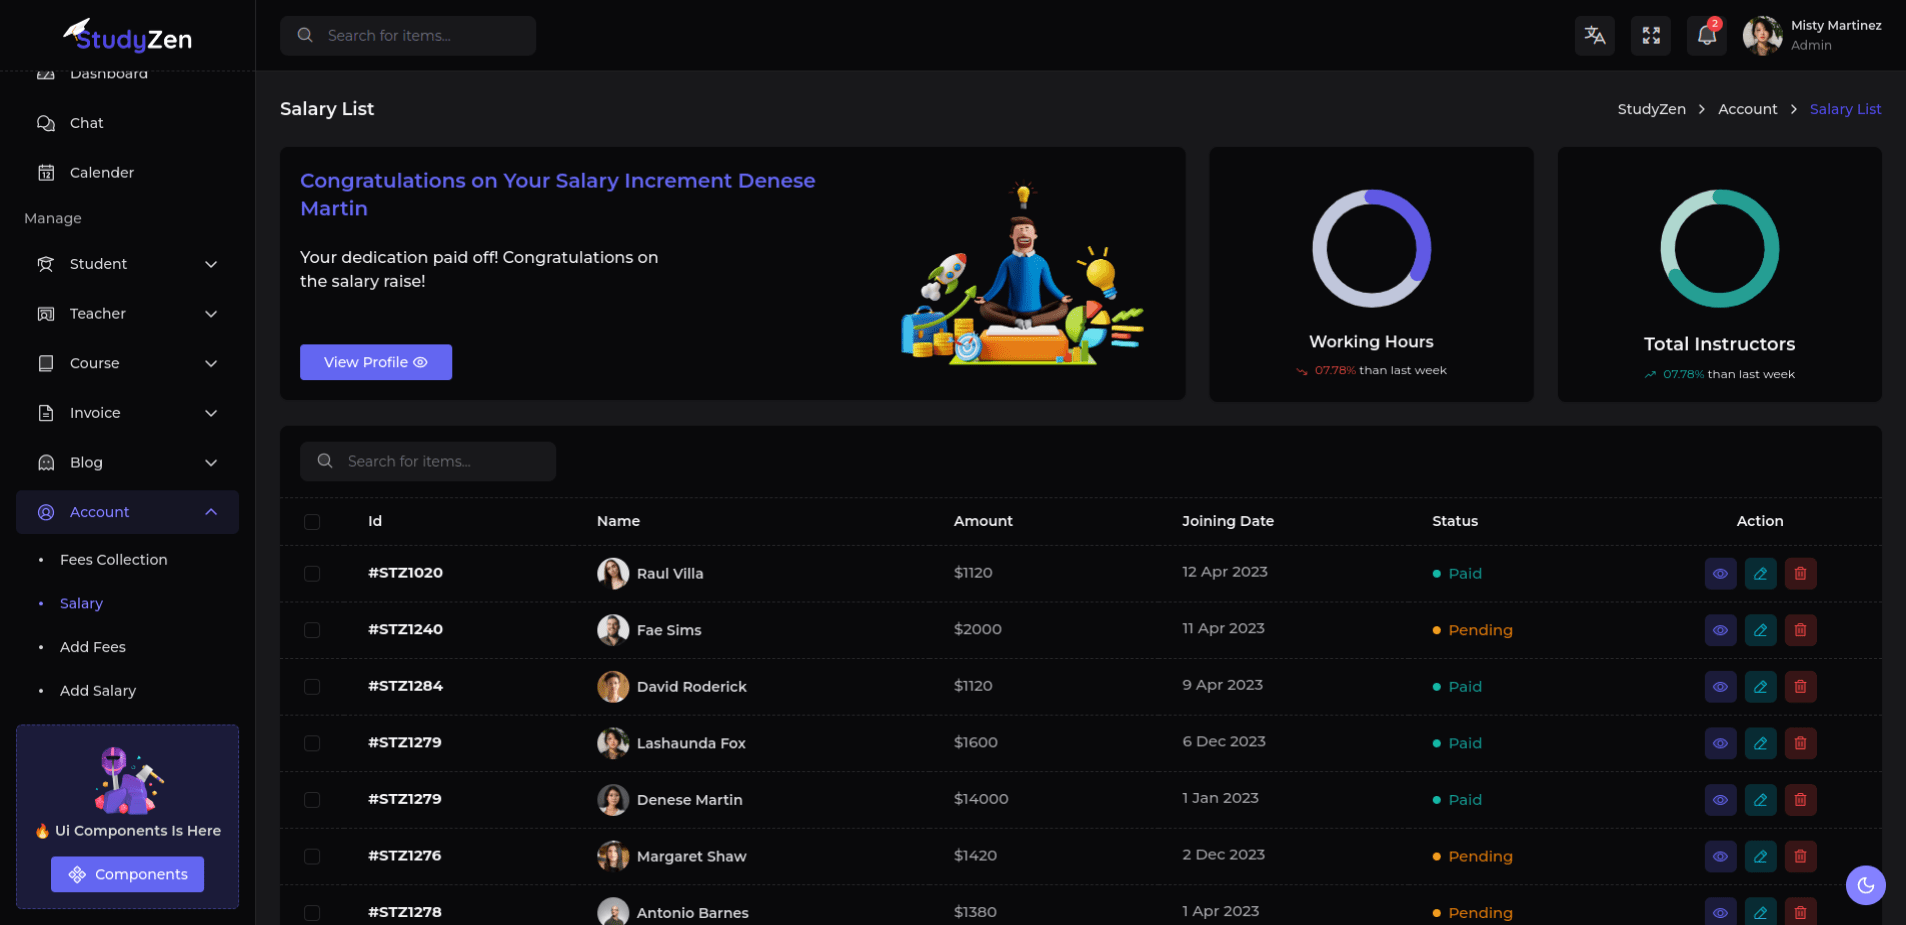 StudyZen
Search for items...
2
Misty Martinez
Admin
Dashboard
Chat
Calender
Manage
Student
Teacher
Course
Invoice
Blog
Account
Fees Collection
Salary
Add Fees
Add Salary
🔥 Ui Components Is Here
Components
Salary List
StudyZen > Account > Salary List
Congratulations on Your Salary Increment Denese
Martin
Your dedication paid off! Congratulations on
the salary raise!
View Profile
Working Hours
07.78% than last week
Total Instructors
07.78% than last week
Search for items...
Id Name Amount Joining Date Status Action
#STZ1020 Raul Villa $1120 12 Apr 2023 Paid
#STZ1240 Fae Sims $2000 11 Apr 2023 Pending
#STZ1284 David Roderick $1120 9 Apr 2023 Paid
#STZ1279 Lashaunda Fox $1600 6 Dec 2023 Paid
#STZ1279 Denese Martin $14000 1 Jan 2023 Paid
#STZ1276 Margaret Shaw $1420 2 Dec 2023 Pending
#STZ1278 Antonio Barnes $1380 1 Apr 2023 Pending